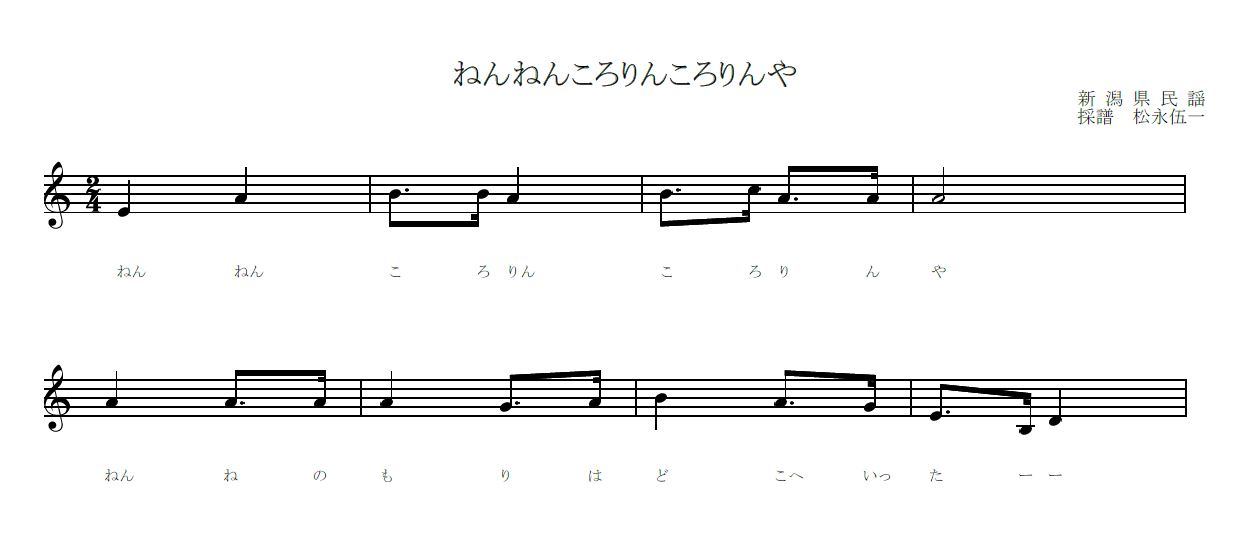 ねんねんころりんころりんや
新潟県民謡
採譜　松永伍一
2
4
ねん ねん こ ろ りん こ ろ り ん や
ねん ね の も り は ど こへ いっ た ー ー